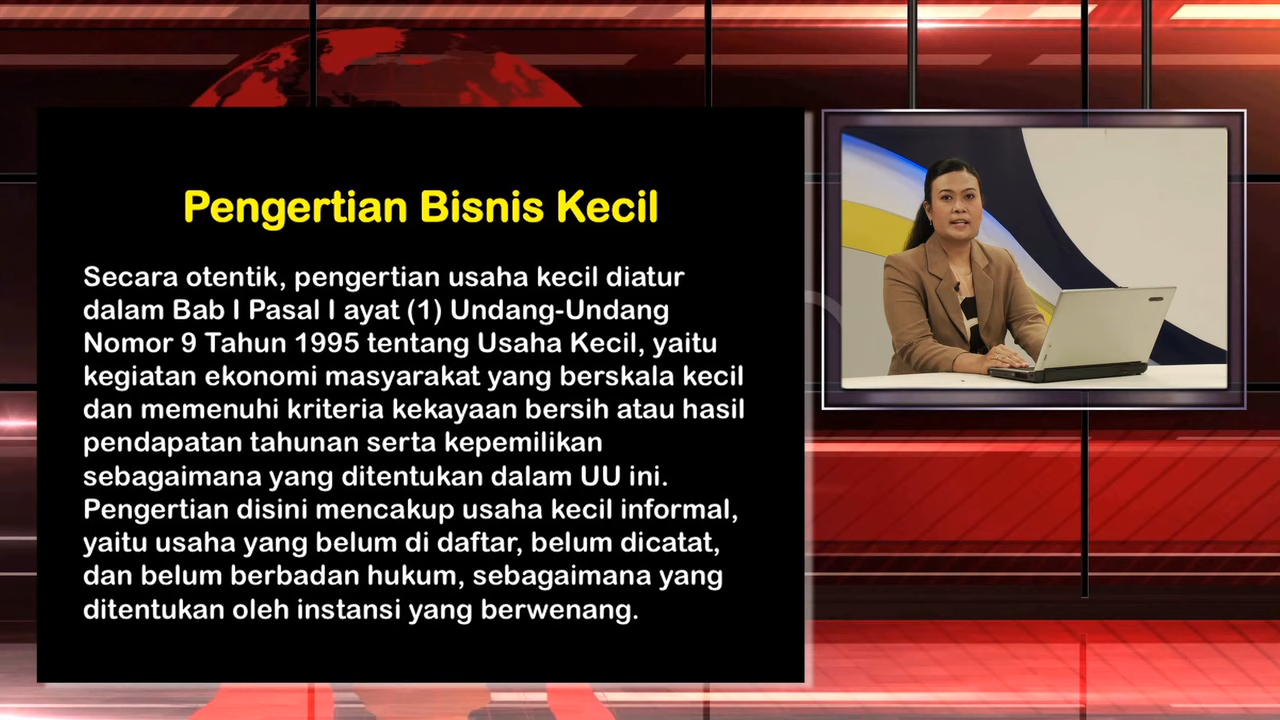 Pengertian Bisnis Kecil
Secara otentik, pengertian usaha kecil diatur
dalam Bab I Pasal I ayat (1) Undang-Undang
Nomor 9 Tahun 1995 tentang Usaha Kecil, yaitu
kegiatan ekonomi masyarakat yang berskala kecil
dan memenuhi kriteria kekayaan bersih atau hasil
pendapatan tahunan serta kepemilikan
sebagaimana yang ditentukan dalam UU ini.
Pengertian disini mencakup usaha kecil informal,
yaitu usaha yang belum di daftar, belum dicatat,
dan belum berbadan hukum, sebagaimana yang
ditentukan oleh instansi yang berwenang.